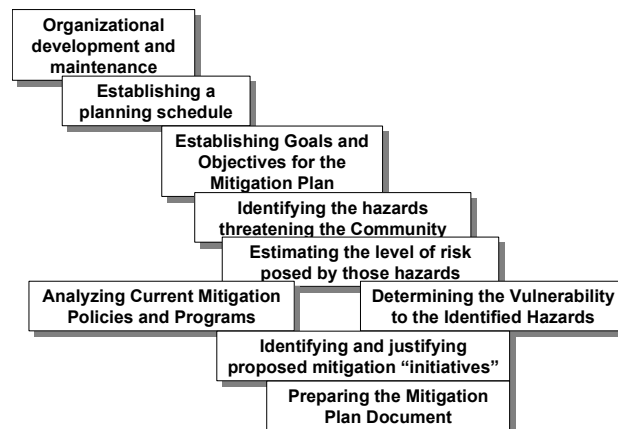 Organizational
development and
maintenance
Establishing a
planning schedule
Establishing Goals and
Objectives for the
Mitigation Plan
Identifying the hazards
threatening the Community
Estimating the level of risk
posed by those hazards
Analyzing Current Mitigation
Policies and Programs
Determining the Vulnerability
to the Identified Hazards
Identifying and justifying
proposed mitigation “initiatives”
Preparing the Mitigation
Plan Document